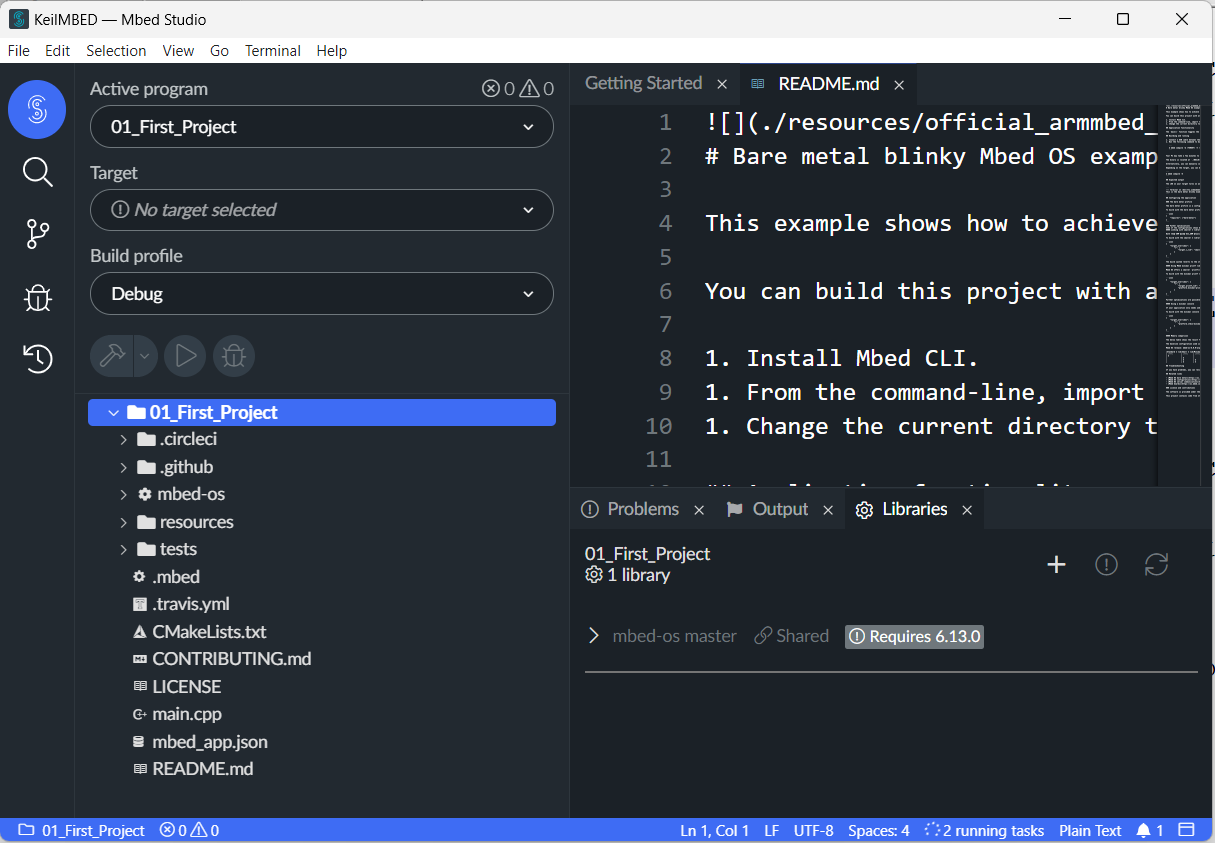 KeilMBED — Mbed Studio
File Edit Selection View Go Terminal Help
Active program
0 0
01_First_Project
Target
No target selected
Build profile
Debug
01_First_Project
.circleci
.github
mbed-os
resources
tests
.mbed
.travis.yml
CMakeLists.txt
CONTRIBUTING.md
LICENSE
main.cpp
mbed_app.json
README.md
Getting Started README.md
1 ![](./resources/official_armmbed_
2 # Bare metal blinky Mbed OS examp
3
4 This example shows how to achieve
5
6 You can build this project with a
7
8 1. Install Mbed CLI.
9 1. From the command-line, import
10 1. Change the current directory t
11
Problems Output Libraries
01_First_Project
1 library
mbed-os master Shared Requires 6.13.0
01_First_Project 0 0 Ln 1, Col 1 LF UTF-8 Spaces: 4 2 running tasks Plain Text 1